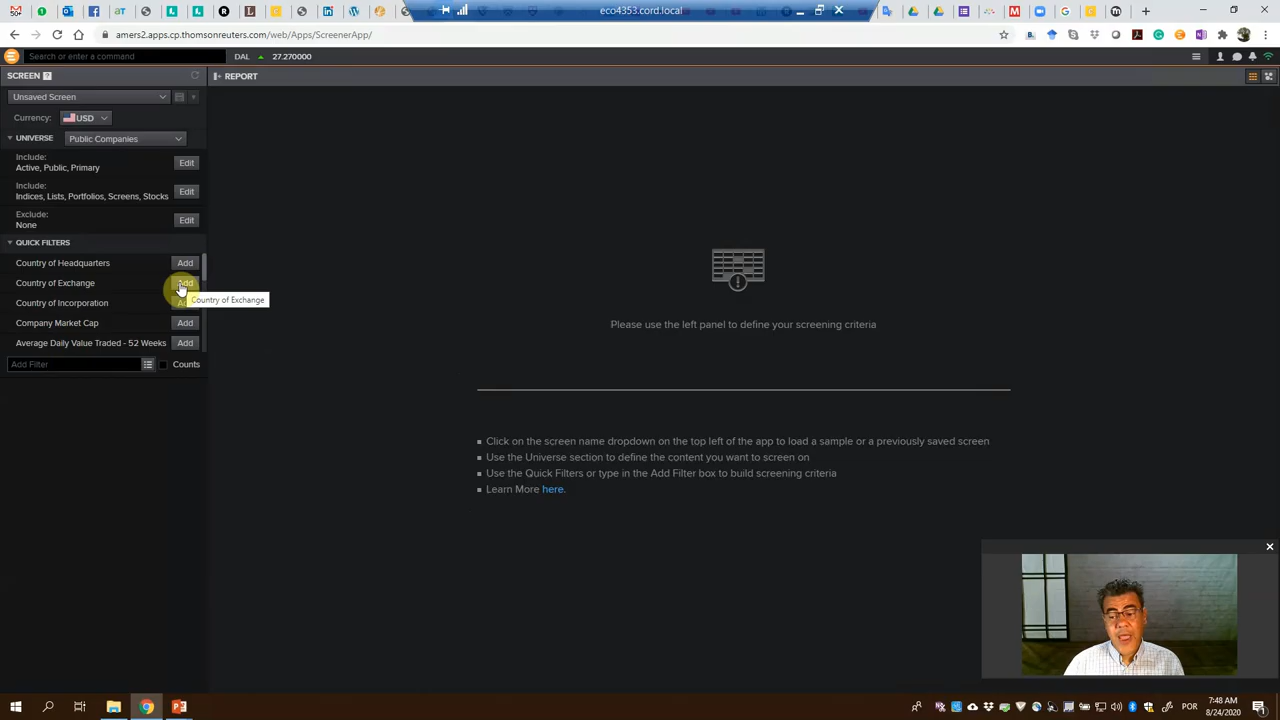 50+
eco4353.cord.local
amers2.apps.cp.thomsonreuters.com/web/Apps/ScreenerApp/
Search or enter a command
DAL
27.270000
SCREEN ?
REPORT
Unsaved Screen
Currency:
USD
UNIVERSE
Public Companies
Include:
Active, Public, Primary
Edit
Include:
Indices, Lists, Portfolios, Screens, Stocks
Edit
Exclude:
None
Edit
QUICK FILTERS
Country of Headquarters
Add
Country of Exchange
Add
Country of Exchange
Country of Incorporation
Company Market Cap
Add
Average Daily Value Traded - 52 Weeks
Add
Add Filter
Counts
Please use the left panel to define your screening criteria
Click on the screen name dropdown on the top left of the app to load a sample or a previously saved screen
Use the Universe section to define the content you want to screen on
Use the Quick Filters or type in the Add Filter box to build screening criteria
Learn More here.
POR
7:48 AM
8/24/2020